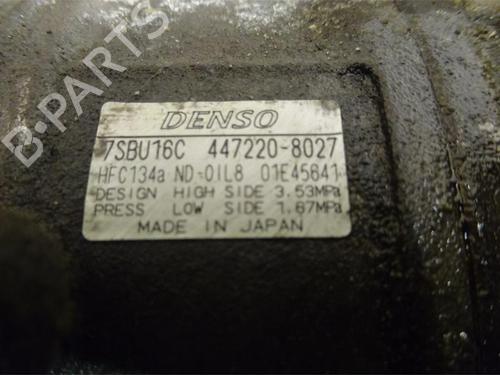 B-PARTS
DENSO
7SBU16C 447220-8027
HFC134a ND-OIL8 01E45641
DESIGN HIGH SIDE 3.53MPa
PRESS LOW SIDE 1.67MPa
MADE IN JAPAN
B-PARTS